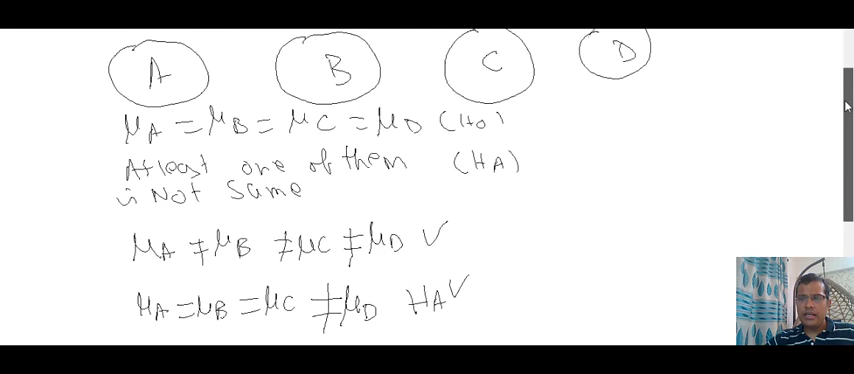 A B C D
μA = μB = μC = μD (H0)
Atleast one of them (HA)
is Not same
μA ≠ μB ≠ μC ≠ μD ✓
μA = μB = μC ≠ μD HA ✓